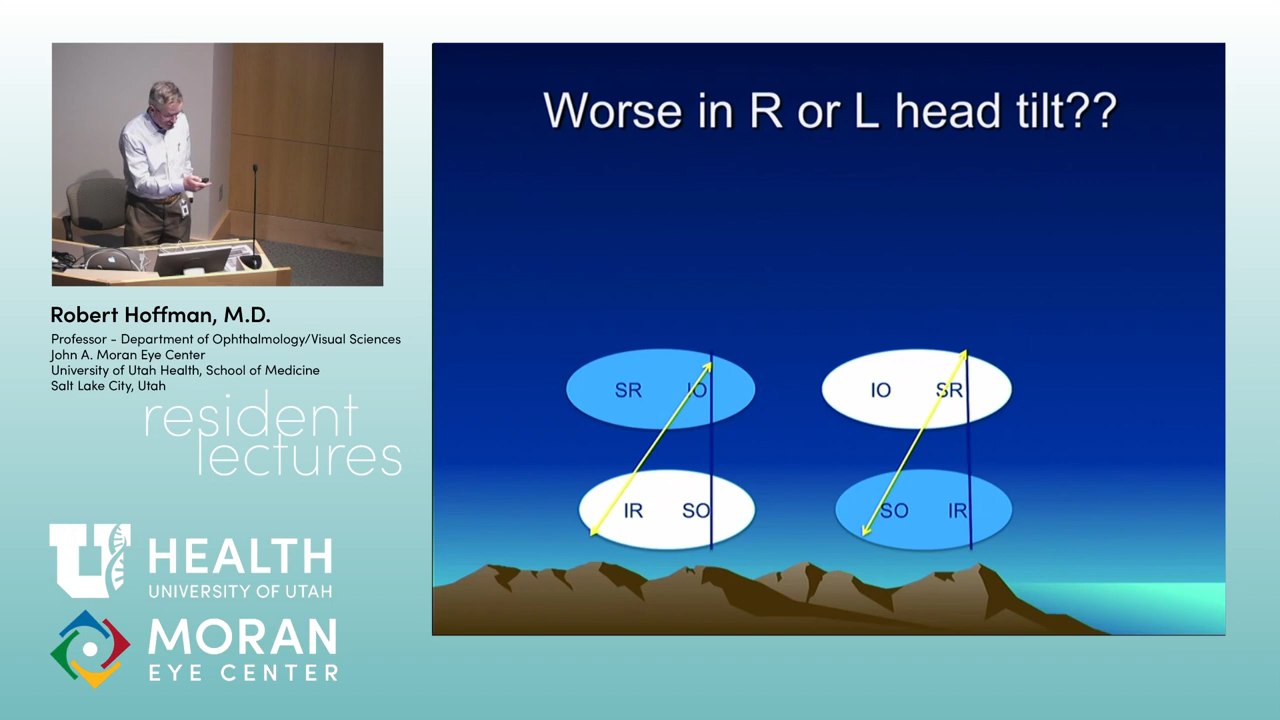 Worse in R or L head tilt??
SR IO IO SR
IR SO SO IR
Robert Hoffman, M.D.
Professor - Department of Ophthalmology/Visual Sciences
John A. Moran Eye Center
University of Utah Health, School of Medicine
Salt Lake City, Utah
resident
lectures
U HEALTH
UNIVERSITY OF UTAH
MORAN
EYE CENTER